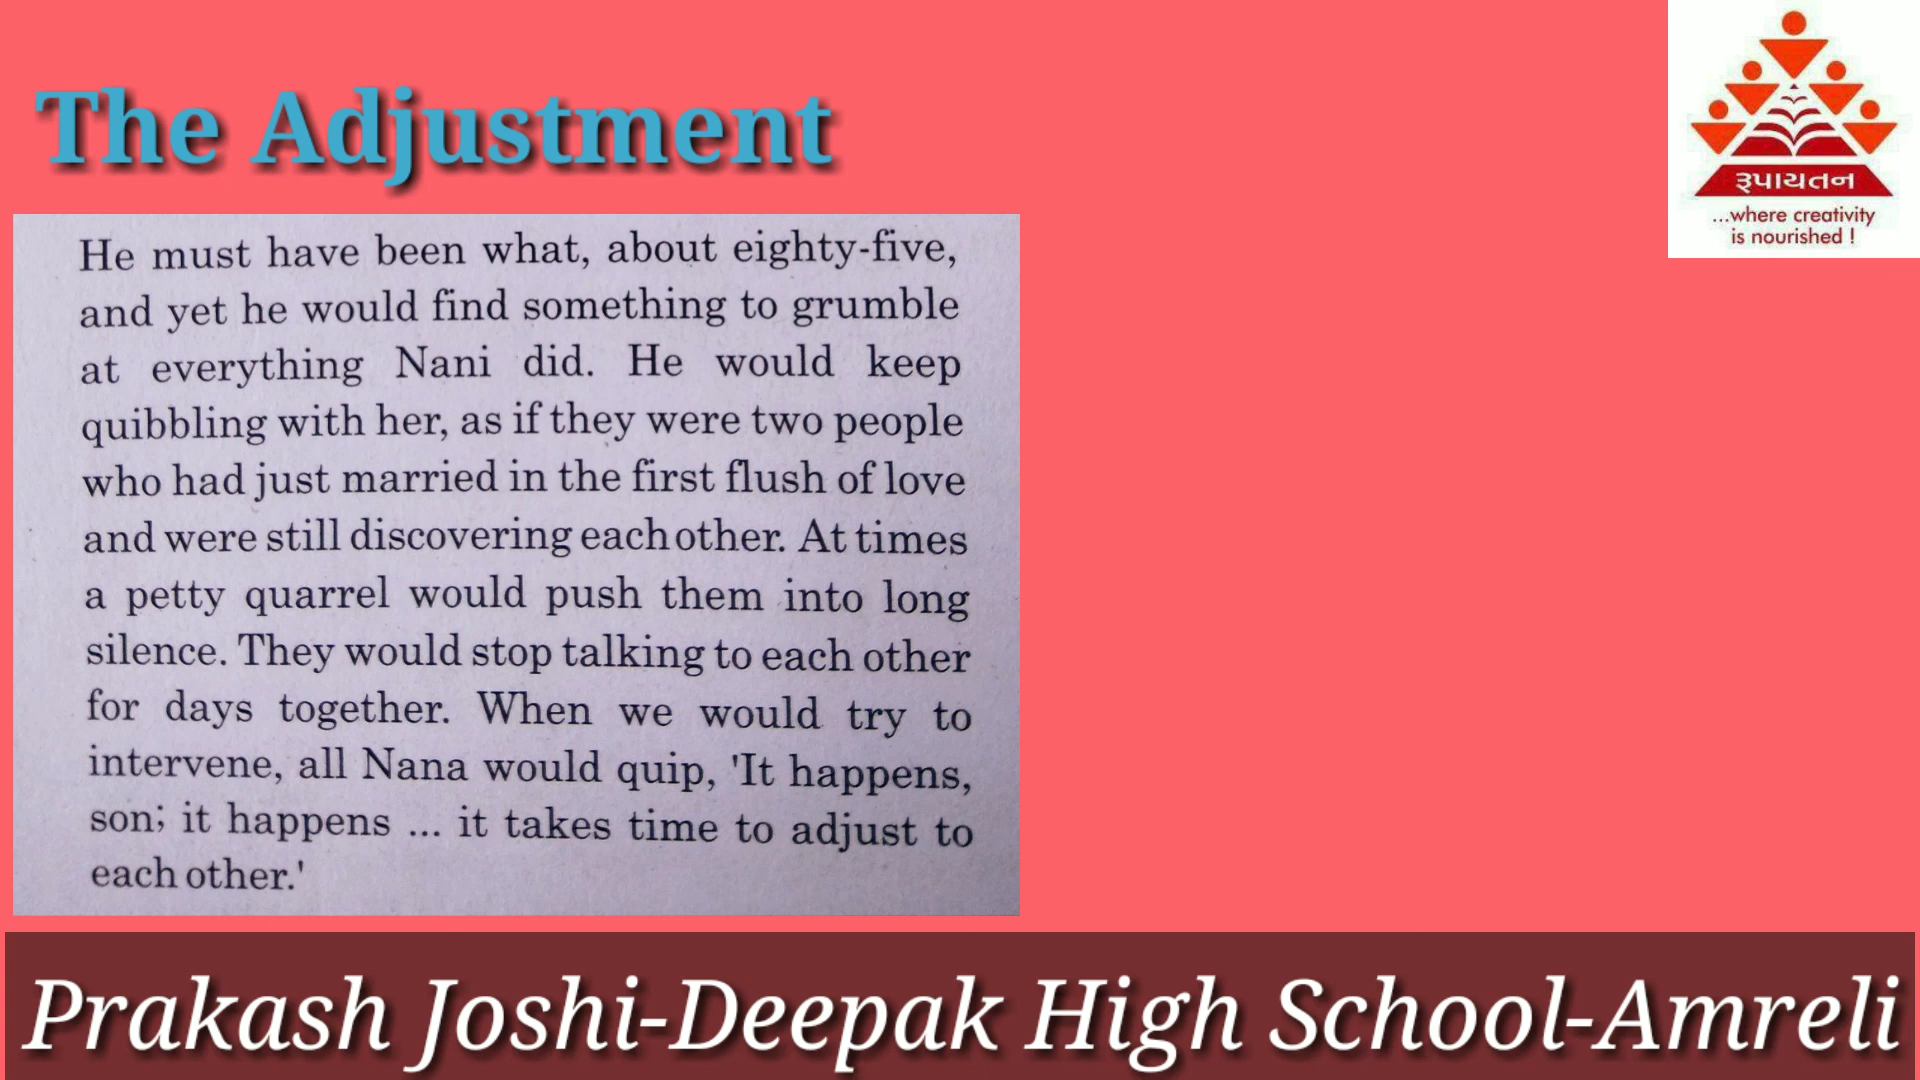 The Adjustment
રૂપાયતન
...where creativity
is nourished !
He must have been what, about eighty-five,
and yet he would find something to grumble
at everything Nani did. He would keep
quibbling with her, as if they were two people
who had just married in the first flush of love
and were still discovering each other. At times
a petty quarrel would push them into long
silence. They would stop talking to each other
for days together. When we would try to
intervene, all Nana would quip, 'It happens,
son; it happens ... it takes time to adjust to
each other.'
Prakash Joshi-Deepak High School-Amreli